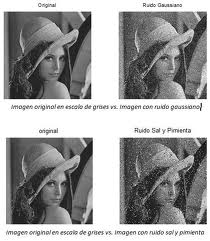 Original Ruido Gaussiano
Imagen original en escala de grises vs. Imagen con ruido gaussiano
original Ruido Sal y Pimienta
imagen original en escala de grises vs. imagen con ruido sal y pimienta